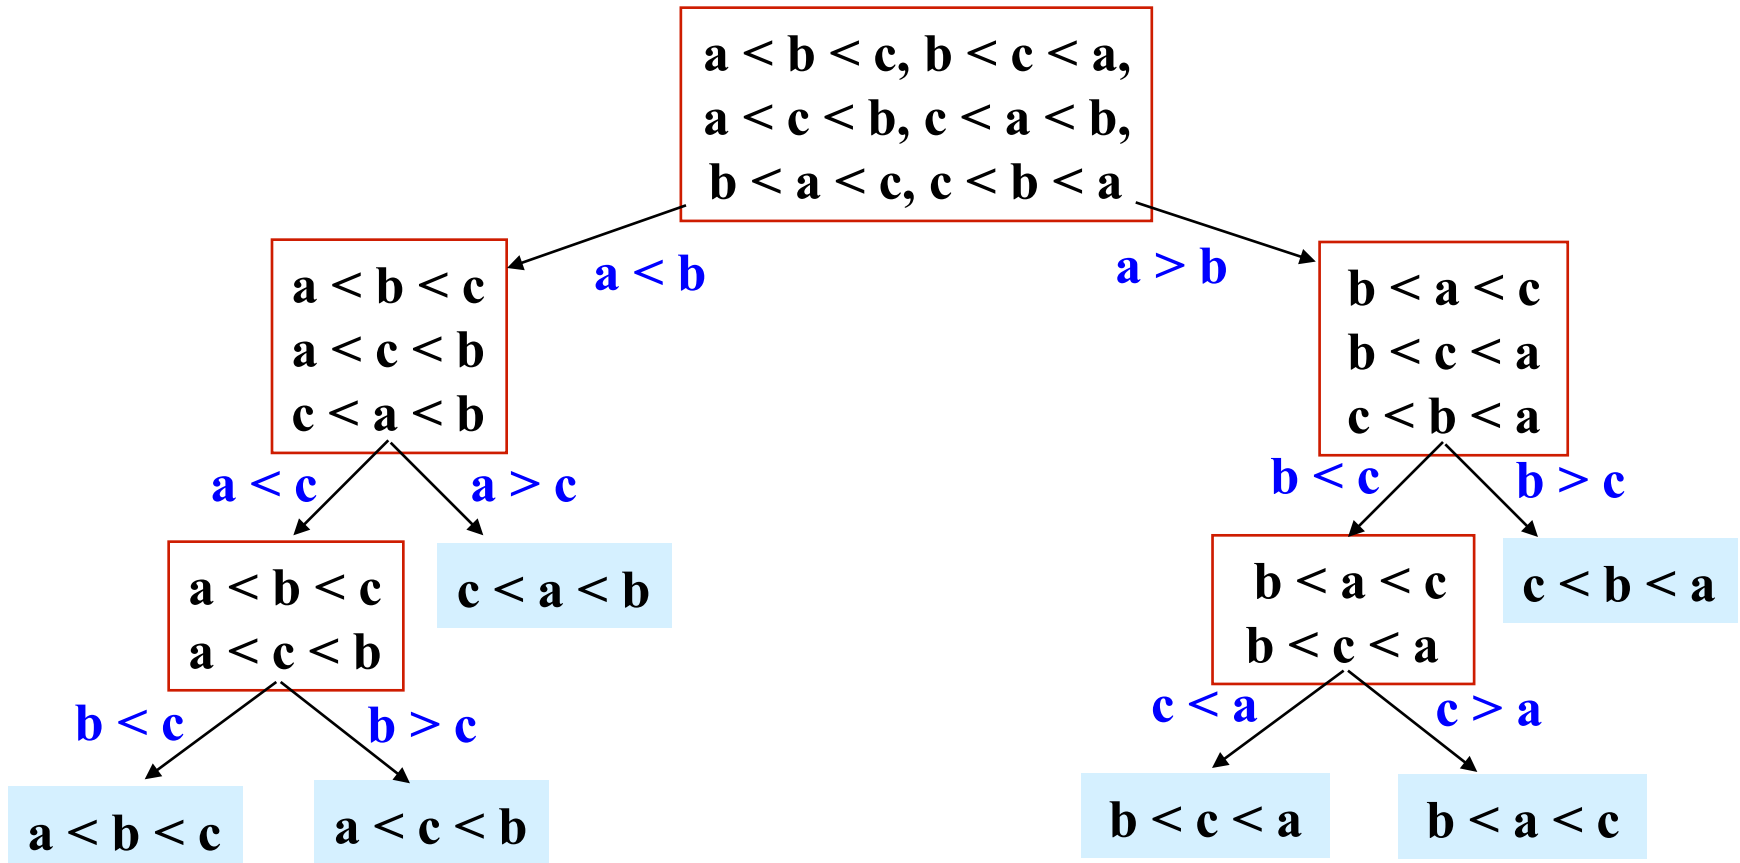 a < b < c, b < c < a,
a < c < b, c < a < b,
b < a < c, c < b < a
a < b
a > b
a < b < c
a < c < b
c < a < b
b < a < c
b < c < a
c < b < a
a < c
a > c
b < c
b > c
a < b < c
a < c < b
c < a < b
b < a < c
b < c < a
c < b < a
b < c
b > c
c < a
c > a
a < b < c
a < c < b
b < c < a
b < a < c